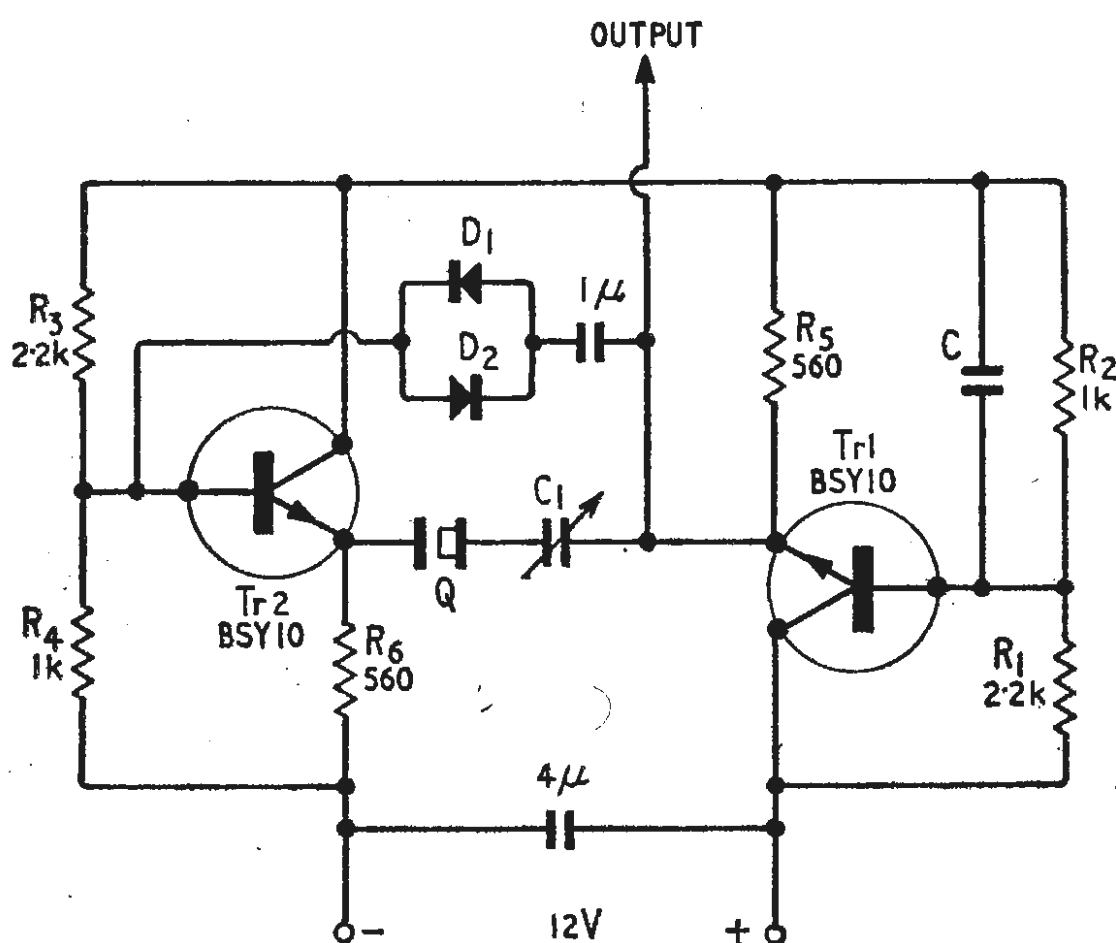 OUTPUT
D1
1μ
R3
2·2k
D2
R5
560
C
R2
1k
Tr1
BSY10
C1
Q
Tr2
BSY10
R4
1k
R6
560
R1
2·2k
4μ
-
12V
+